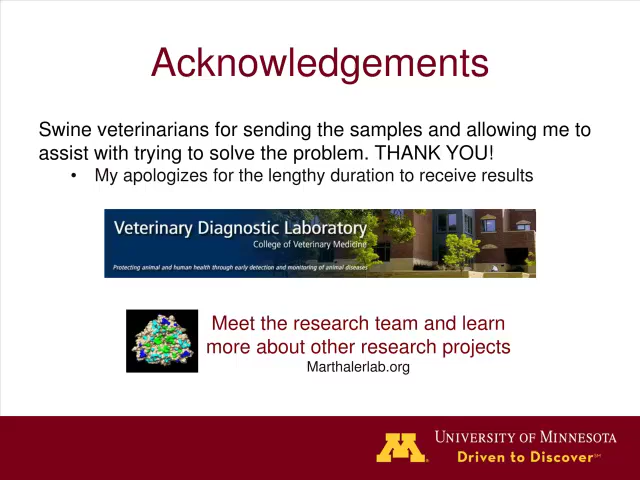 Acknowledgements
Swine veterinarians for sending the samples and allowing me to
assist with trying to solve the problem. THANK YOU!
• My apologizes for the lengthy duration to receive results
Veterinary Diagnostic Laboratory
College of Veterinary Medicine
Protecting animal and human health through early detection and monitoring of animal diseases
Meet the research team and learn
more about other research projects
Marthalerlab.org
UNIVERSITY OF MINNESOTA
Driven to Discover℠